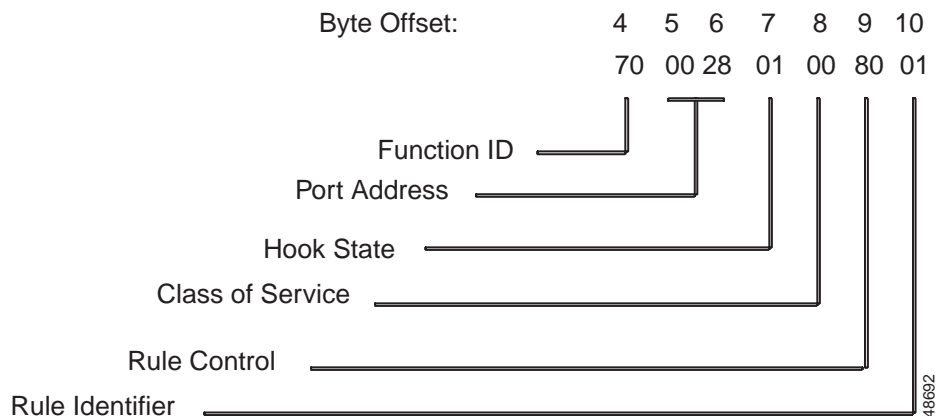 Byte Offset: 4 5 6 7 8 9 10
70 00 28 01 00 80 01
Function ID
Port Address
Hook State
Class of Service
Rule Control
Rule Identifier
48692